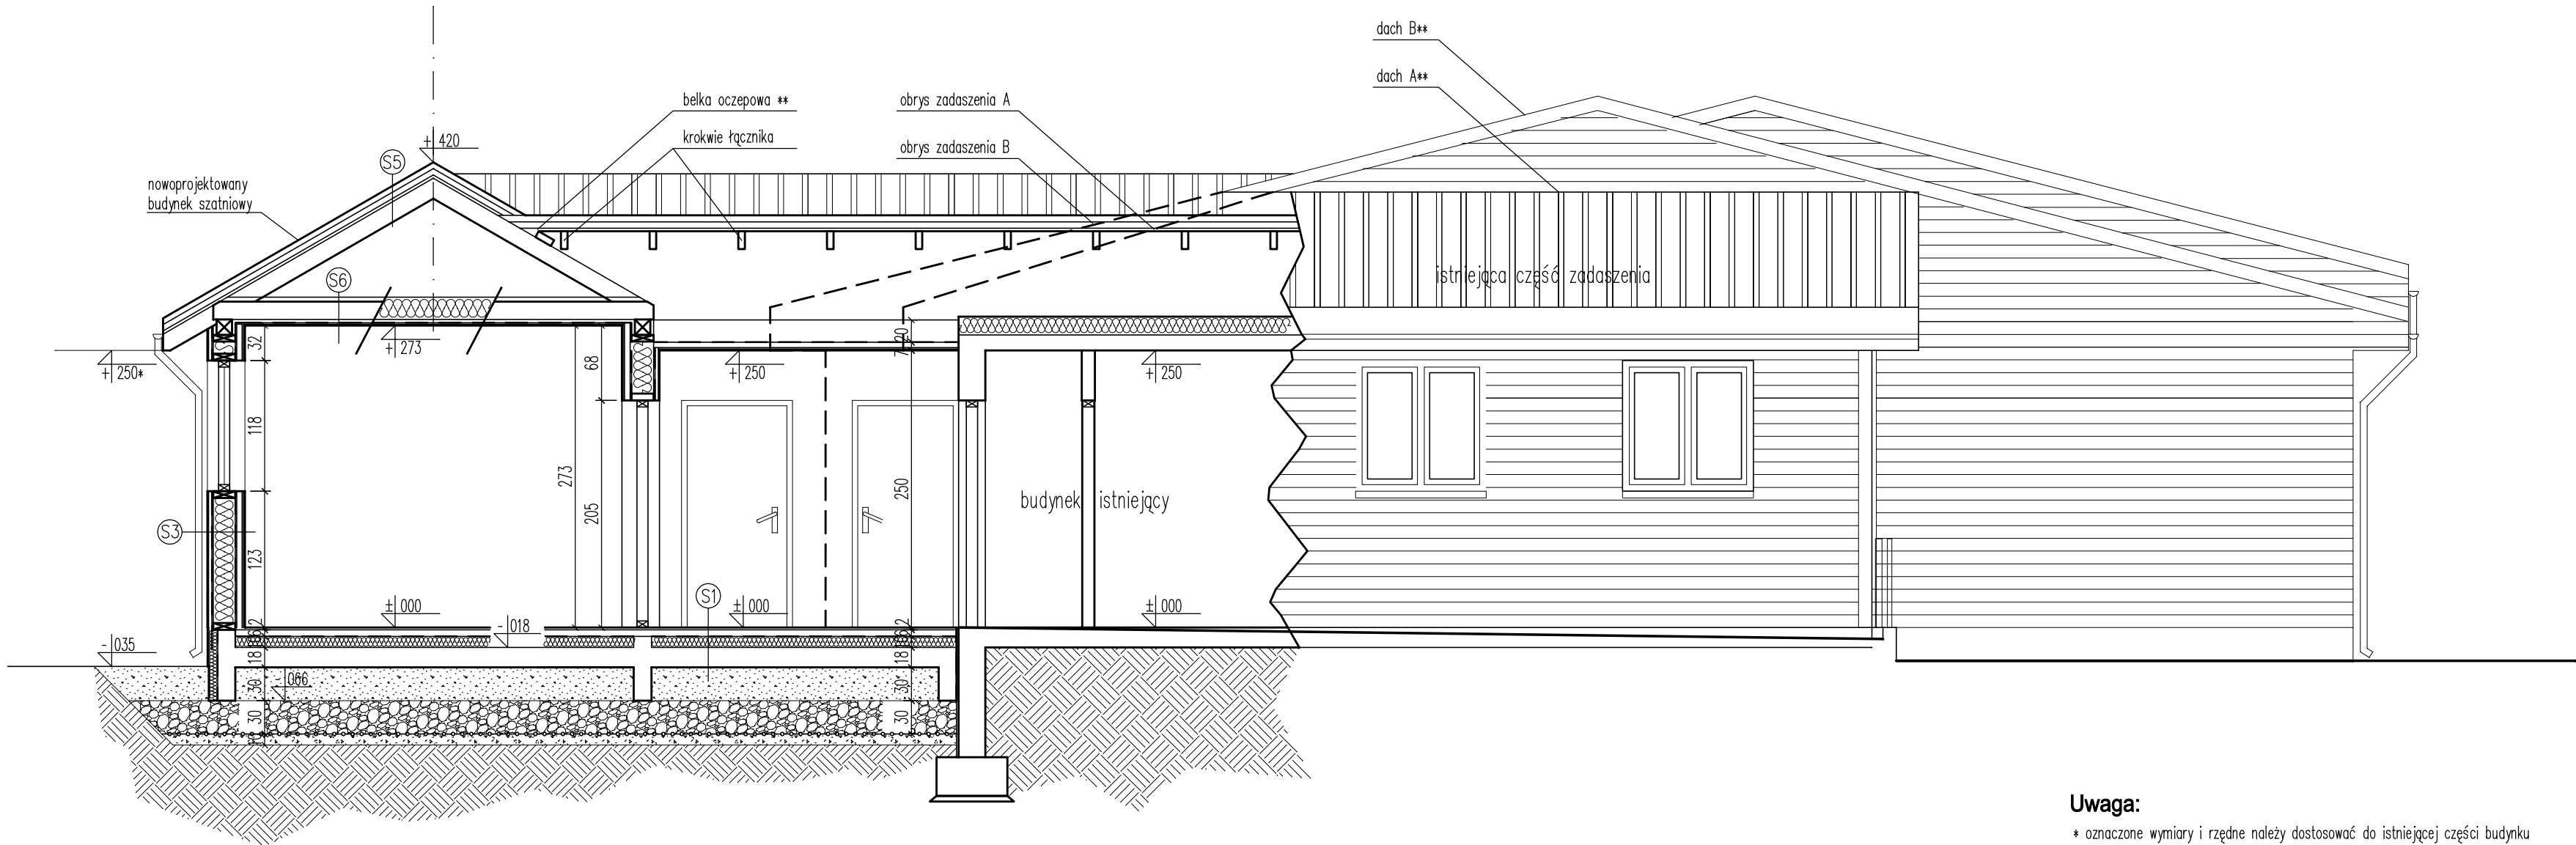 dach B**
dach A**
belka oczepowa **
krokwie łącznika
obrys zadaszenia A
obrys zadaszenia B
+ 420
S5
nowoprojektowany
budynek szatniowy
S6
istniejąca część zadaszenia
32
+ 273
68
20
7
+ 250*
+ 250
+ 250
118
273
205
250
budynek istniejący
S3
123
S1
± 000
± 000
± 000
- 018
- 035
18
18
- 066
30
30
30
30
Uwaga:
* oznaczone wymiary i rzędne należy dostosować do istniejącej części budynku